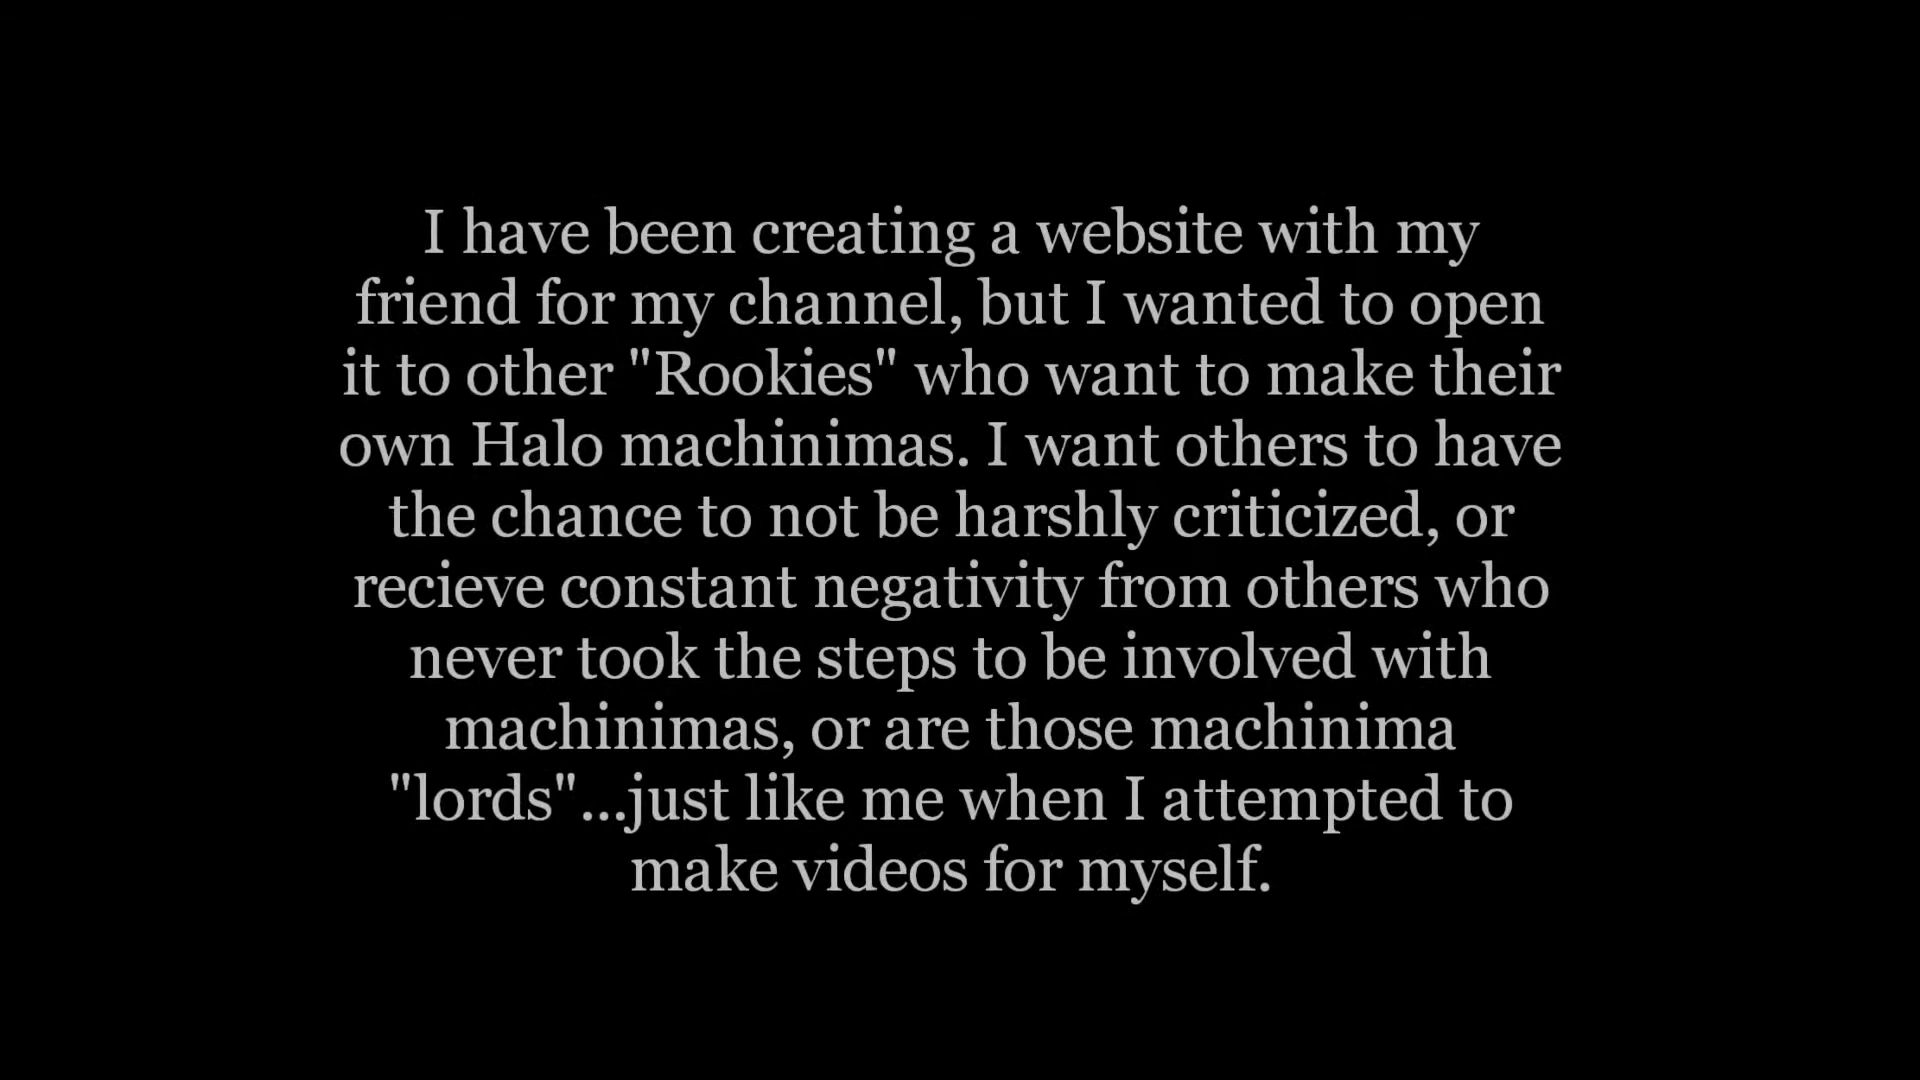 I have been creating a website with my
friend for my channel, but I wanted to open
it to other "Rookies" who want to make their
own Halo machinimas. I want others to have
the chance to not be harshly criticized, or
recieve constant negativity from others who
never took the steps to be involved with
machinimas, or are those machinima
"lords"...just like me when I attempted to
make videos for myself.